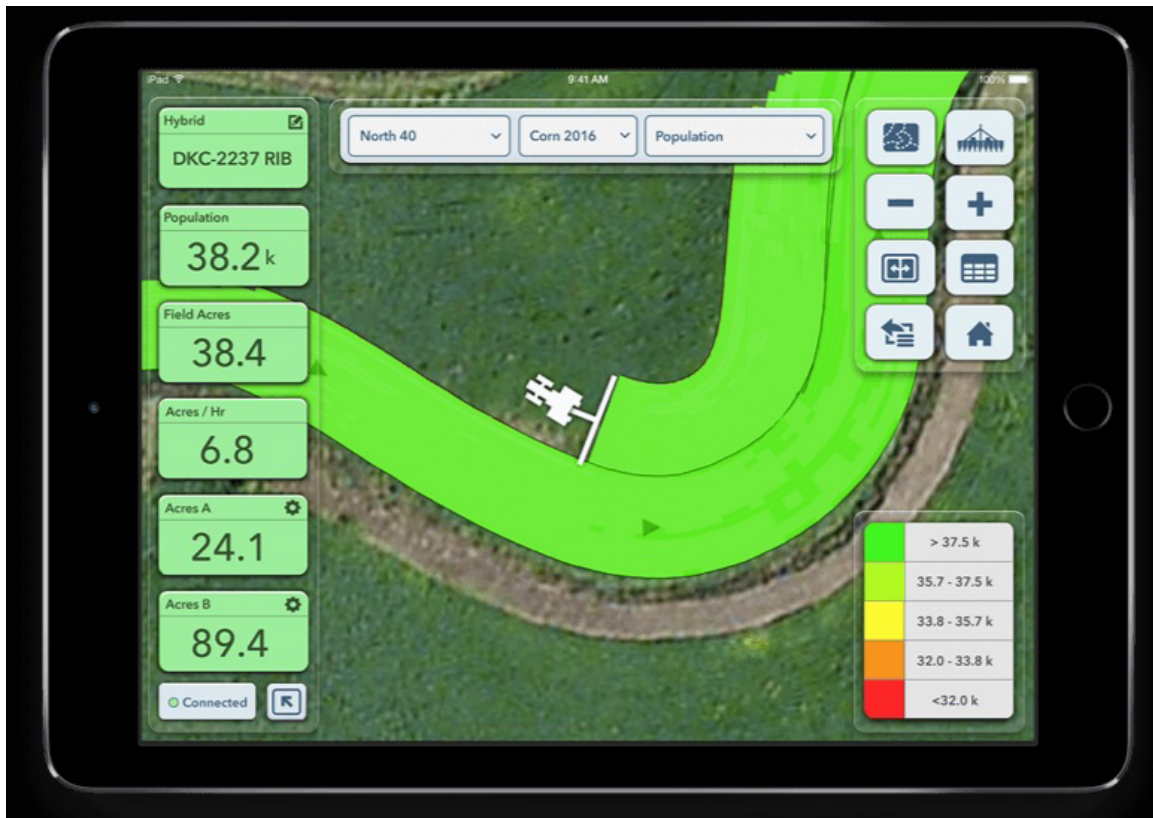 iPad
9:41 AM
100%
Hybrid
DKC-2237 RIB
Population
38.2 k
Field Acres
38.4
Acres / Hr
6.8
Acres A
24.1
Acres B
89.4
Connected
North 40
Corn 2016
Population
> 37.5 k
35.7 - 37.5 k
33.8 - 35.7 k
32.0 - 33.8 k
<32.0 k